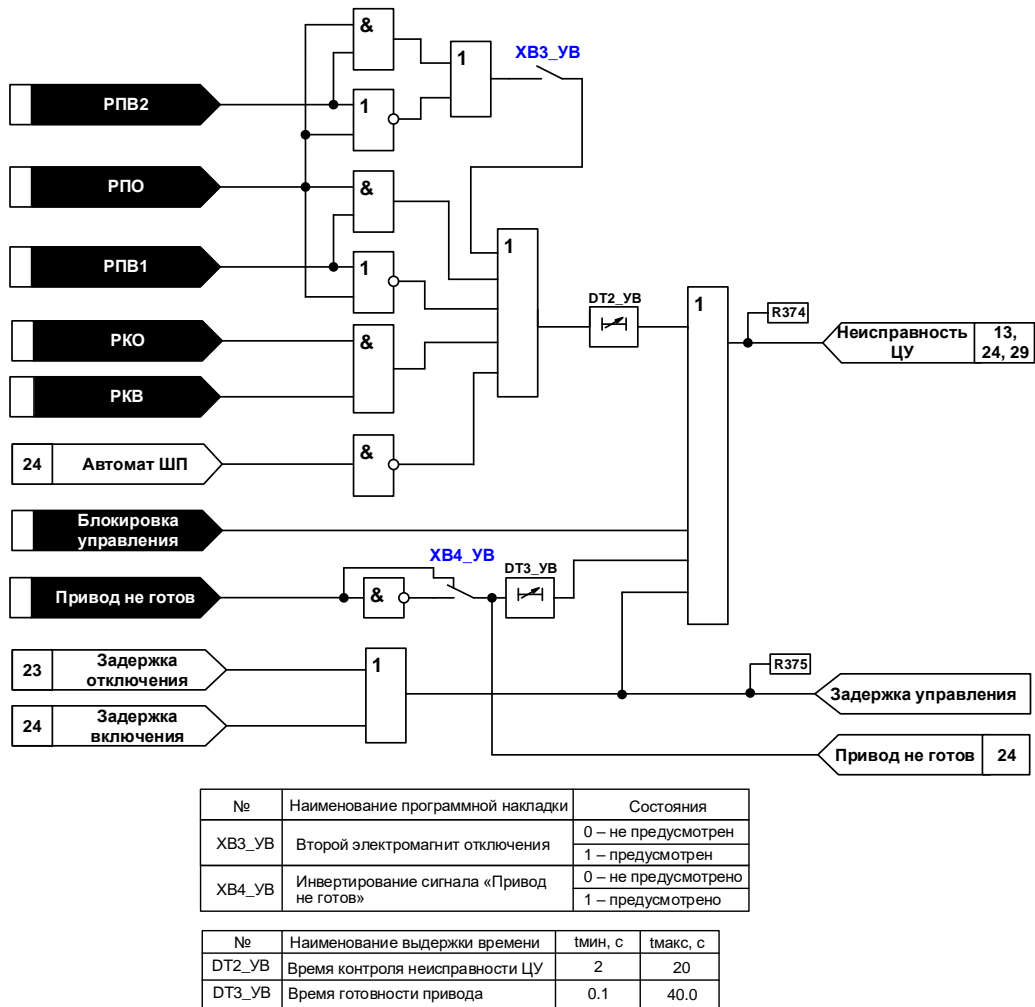 &
1
ХВ3_УВ
РПВ2
1
РПО
&
1
РПВ1
1
DT2_УВ
1
R374
Неисправность ЦУ
13, 24, 29
РКО
&
РКВ
24
Автомат ШП
&
Блокировка управления
ХВ4_УВ
DT3_УВ
Привод не готов
&
23
Задержка отключения
1
R375
Задержка управления
24
Задержка включения
Привод не готов
24
№ Наименование программной накладки Состояния
ХВ3_УВ Второй электромагнит отключения
0 – не предусмотрен
1 – предусмотрен
ХВ4_УВ Инвертирование сигнала «Привод не готов»
0 – не предусмотрено
1 – предусмотрено
№ Наименование выдержки времени tмин, с tмакс, с
DT2_УВ Время контроля неисправности ЦУ 2 20
DT3_УВ Время готовности привода 0.1 40.0